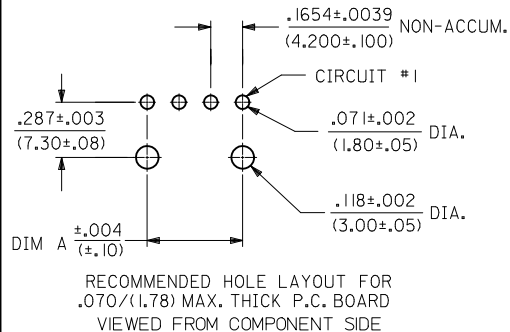 .1654±.0039
(4.200±.100)
NON-ACCUM.
CIRCUIT #1
.287±.003
(7.30±.08)
.071±.002
(1.80±.05)
DIA.
.118±.002
(3.00±.05)
DIA.
DIM A
±.004
(±.10)
RECOMMENDED HOLE LAYOUT FOR
.070/(1.78) MAX. THICK P.C. BOARD
VIEWED FROM COMPONENT SIDE